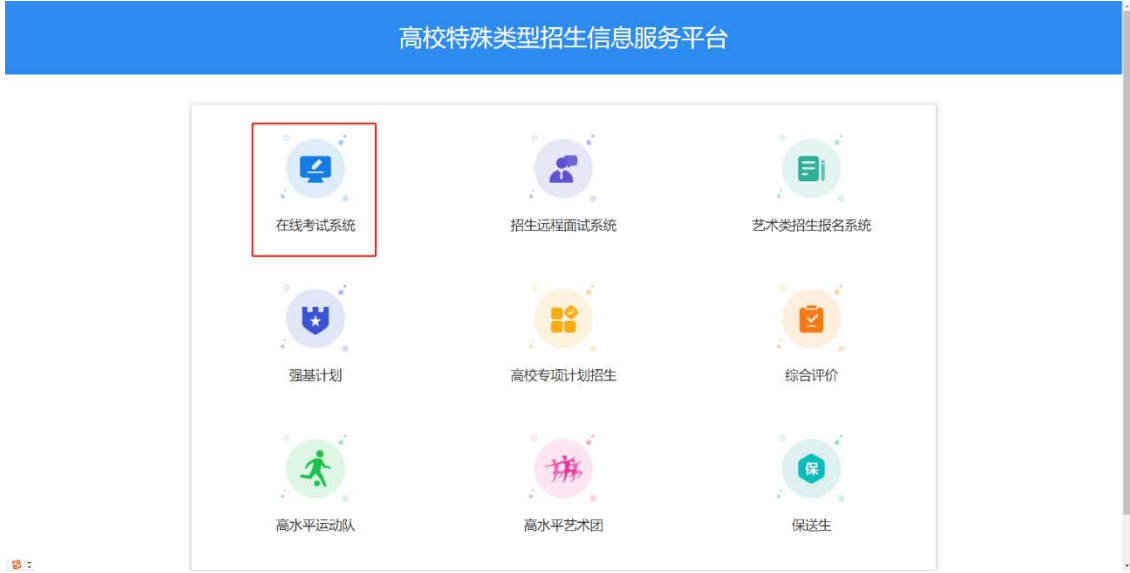 高校特殊类型招生信息服务平台
在线考试系统
招生远程面试系统
艺术类招生报名系统
强基计划
高校专项计划招生
综合评价
保
高水平运动队
高水平艺术团
保送生